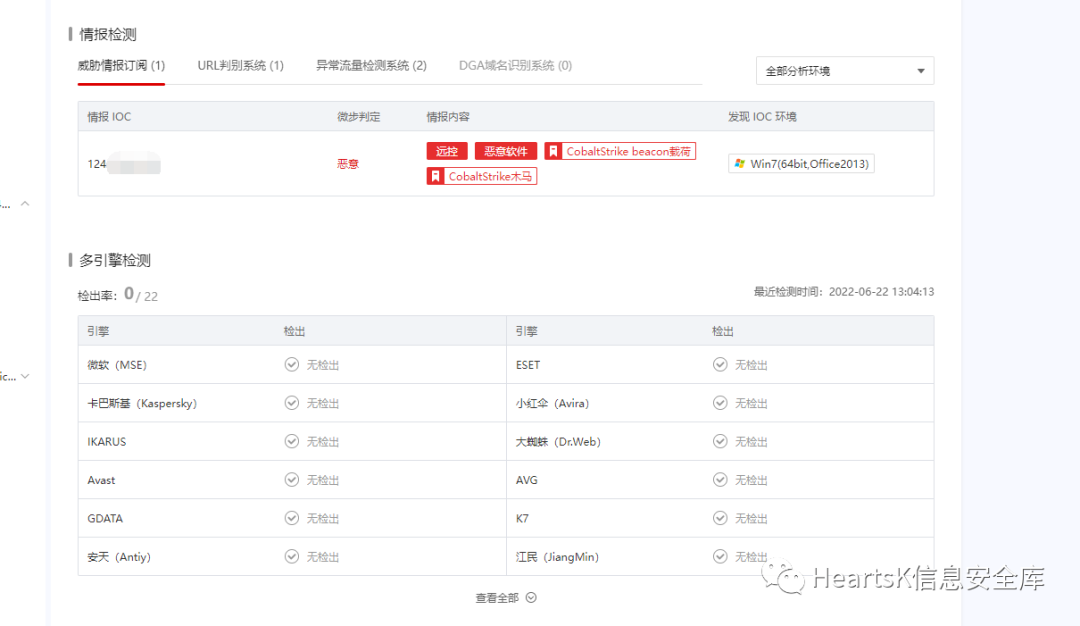 情报检测
威胁情报订阅 (1) URL判别系统 (1) 异常流量检测系统 (2) DGA域名识别系统 (0)
全部分析环境
情报 IOC 微步判定 情报内容 发现 IOC 环境
124 恶意 远控 恶意软件 CobaltStrike beacon载荷 Win7(64bit,Office2013)
CobaltStrike木马
...
多引擎检测
检出率: 0 / 22 最近检测时间: 2022-06-22 13:04:13
引擎 检出 引擎 检出
微软（MSE） 无检出 ESET 无检出
ic...
卡巴斯基（Kaspersky） 无检出 小红伞（Avira） 无检出
IKARUS 无检出 大蜘蛛（Dr.Web） 无检出
Avast 无检出 AVG 无检出
GDATA 无检出 K7 无检出
安天（Antiy） 无检出 江民（JiangMin） 无检出
HeartsK信息安全库
查看全部